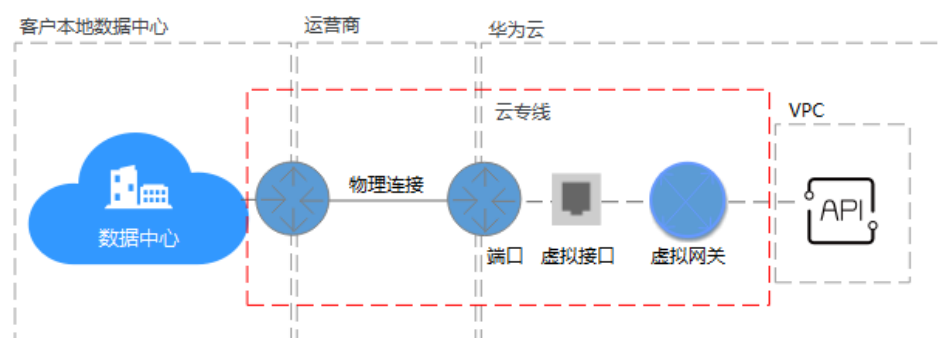 客户本地数据中心
运营商
华为云
云专线
VPC
物理连接
API
数据中心
端口
虚拟接口
虚拟网关